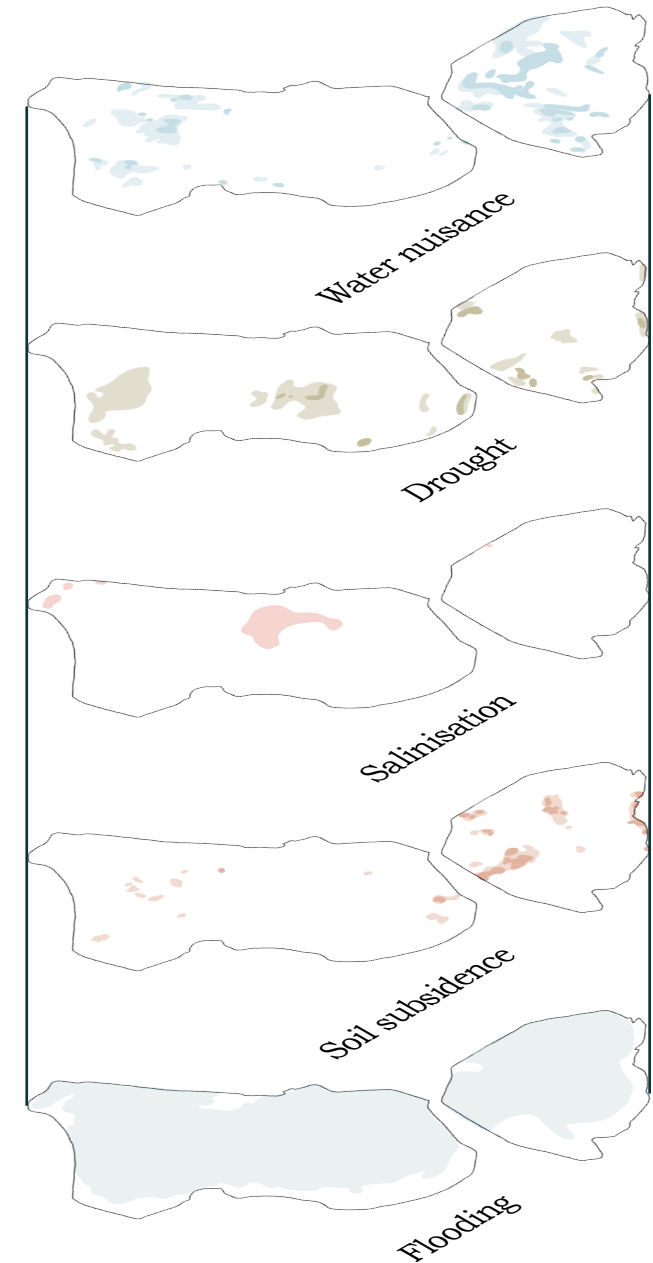 Water nuisance
Drought
Salinisation
Soil subsidence
Flooding